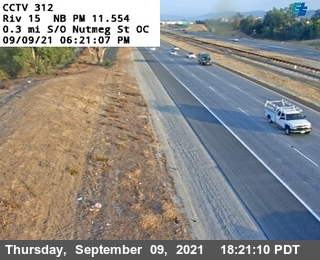 CCTV 312
Riv 15 NB PM 11.554
0.3 mi S/O Nutmeg St OC
09/09/21 06:21:07 PM
Thursday, September 09, 2021 18:21:10 PDT